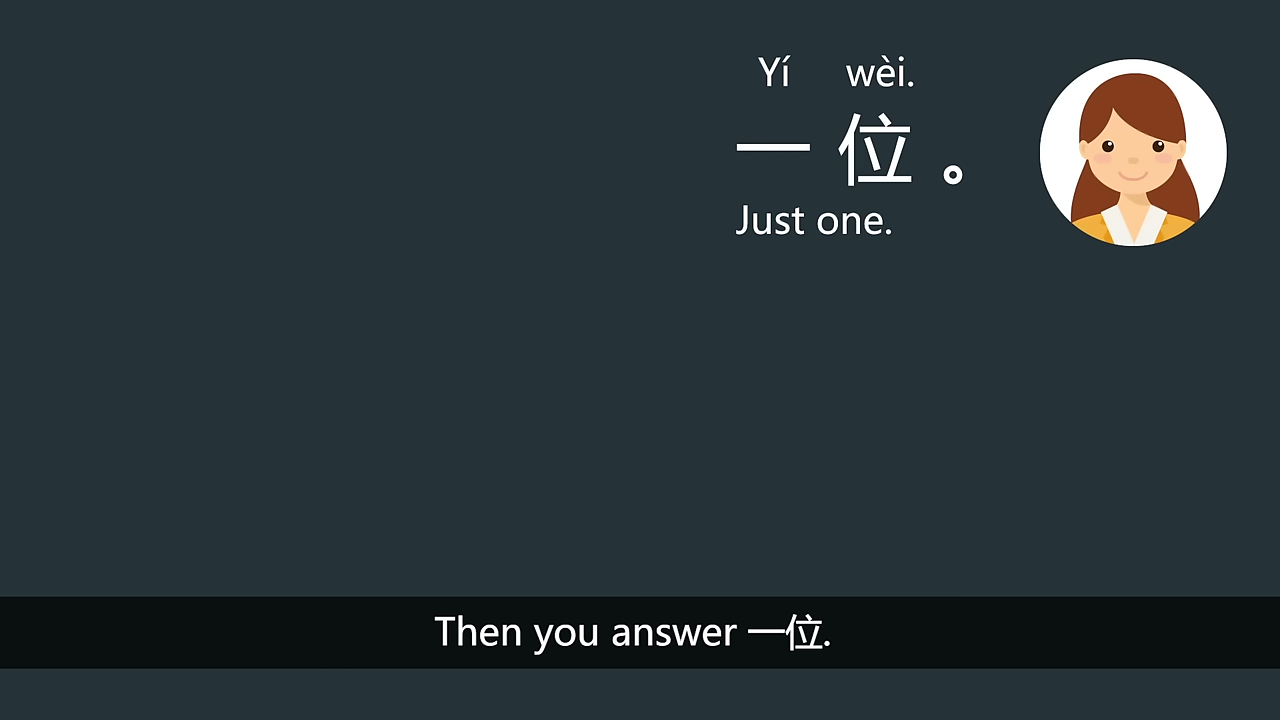 Yí wèi.
一位。
Just one.
Then you answer 一位.